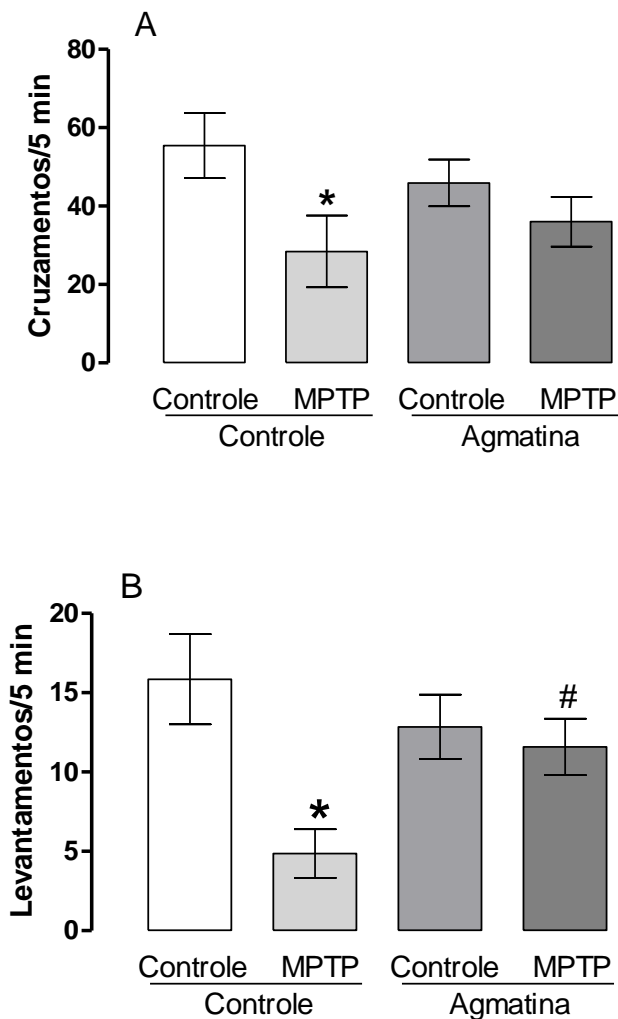 A
Cruzamentos/5 min
80
60
40
20
0
*
Controle MPTP Controle MPTP
Controle Agmatina
B
Levantamentos/5 min
20
15
10
5
0
*
#
Controle MPTP Controle MPTP
Controle Agmatina